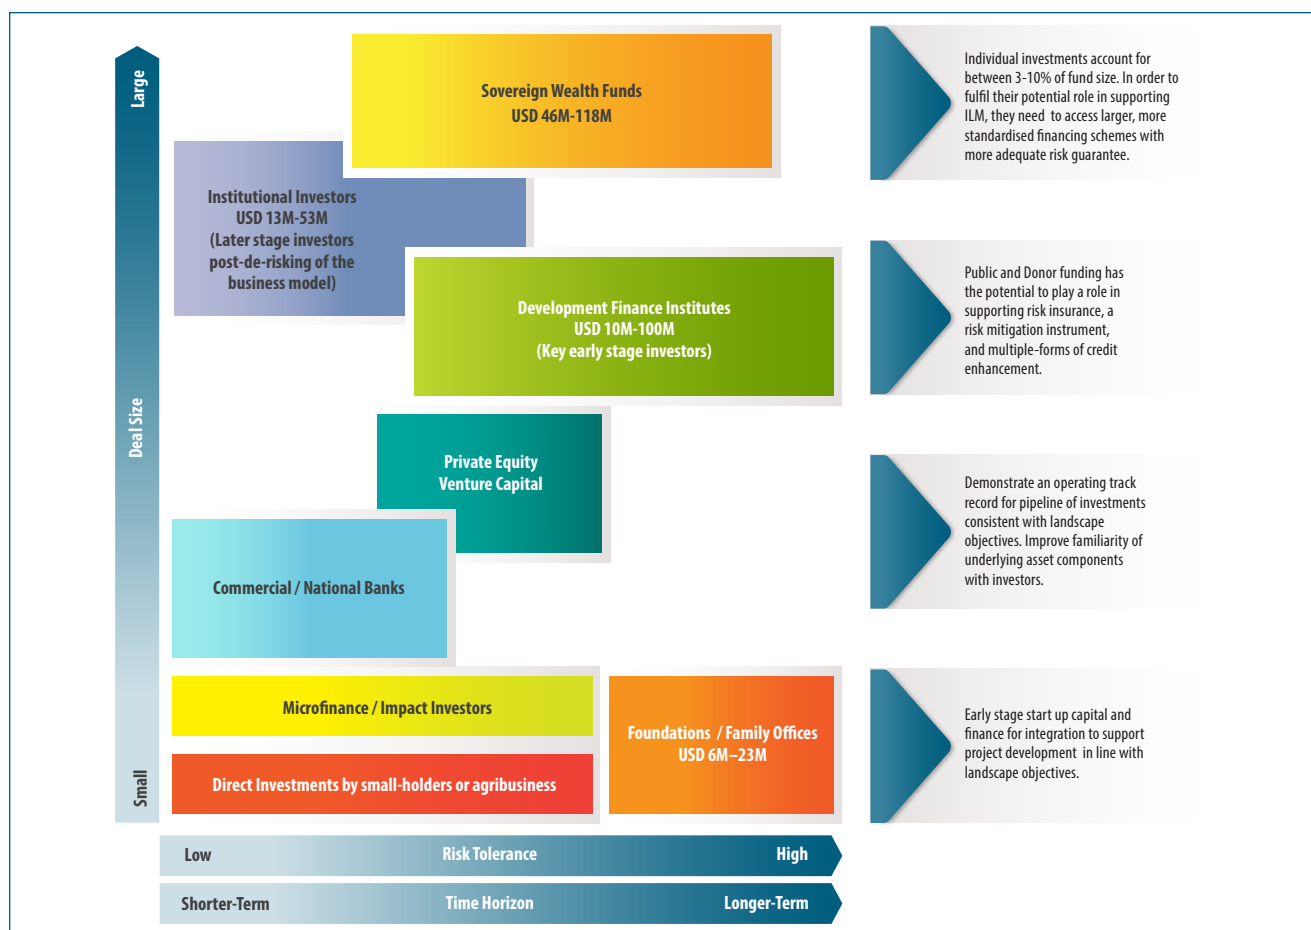 Large
Deal Size
Small
Sovereign Wealth Funds
USD 46M-118M
Institutional Investors
USD 13M-53M
(Later stage investors
post-de-risking of the
business model)
Development Finance Institutes
USD 10M-100M
(Key early stage investors)
Private Equity
Venture Capital
Commercial / National Banks
Microfinance / Impact Investors
Direct Investments by small-holders or agribusiness
Foundations / Family Offices
USD 6M–23M
Low Risk Tolerance High
Shorter-Term Time Horizon Longer-Term
Individual investments account for
between 3-10% of fund size. In order to
fulfil their potential role in supporting
ILM, they need to access larger, more
standardised financing schemes with
more adequate risk guarantee.
Public and Donor funding has
the potential to play a role in
supporting risk insurance, a
risk mitigation instrument,
and multiple-forms of credit
enhancement.
Demonstrate an operating track
record for pipeline of investments
consistent with landscape
objectives. Improve familiarity of
underlying asset components
with investors.
Early stage start up capital and
finance for integration to support
project development in line with
landscape objectives.